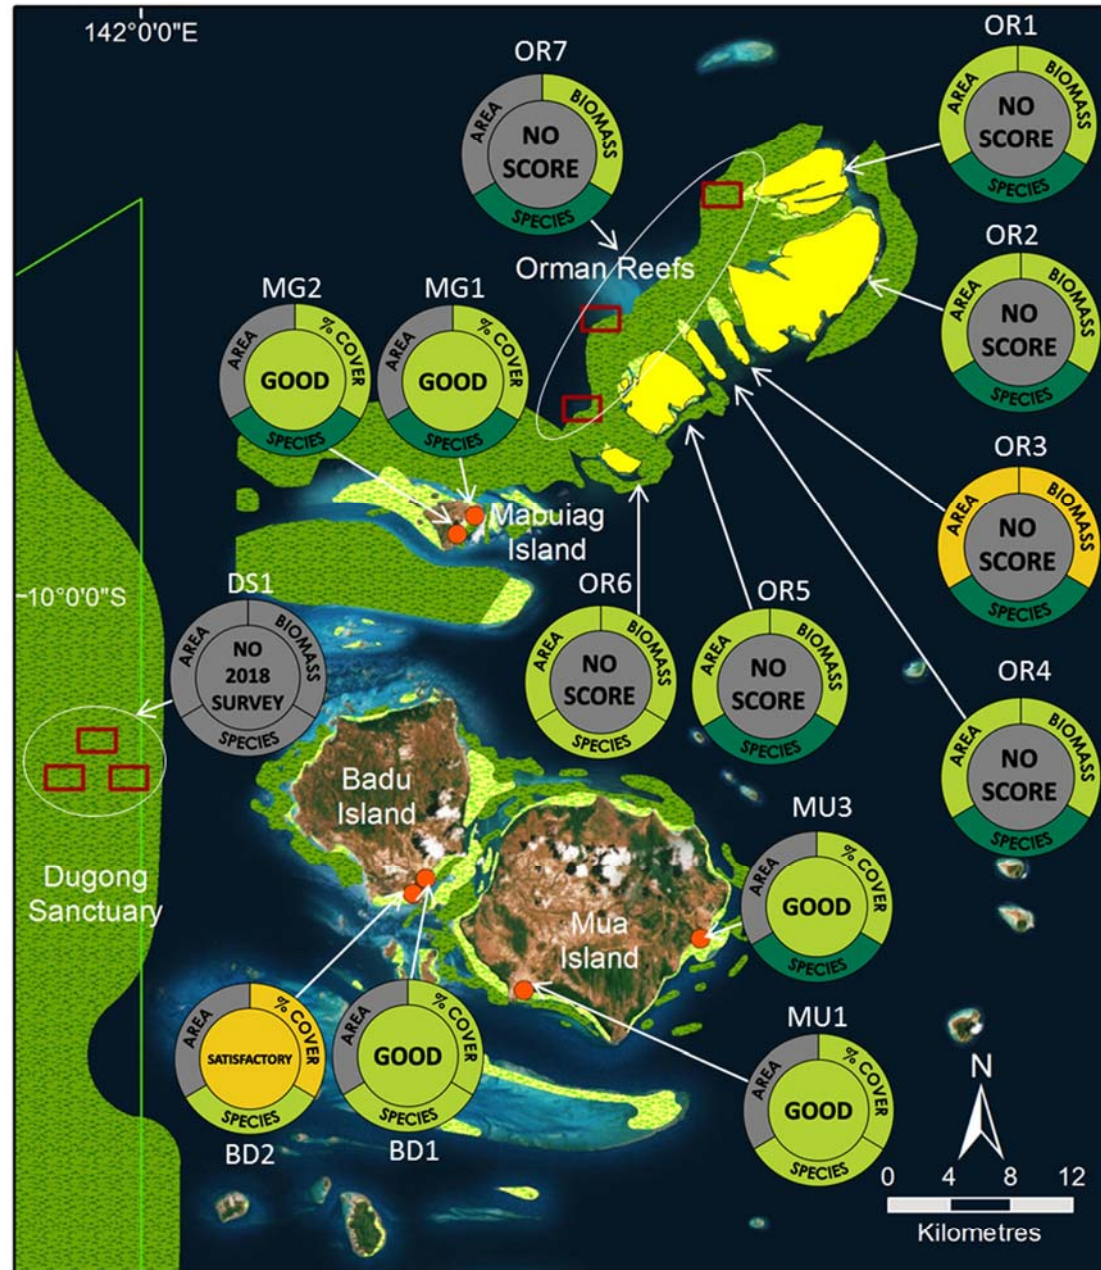 142°0'0"E
OR7
AREA
BIOMASS
NO
SCORE
SPECIES
OR1
AREA
BIOMASS
NO
SCORE
SPECIES
Orman Reefs
OR2
AREA
BIOMASS
NO
SCORE
SPECIES
MG2
AREA
% COVER
GOOD
SPECIES
MG1
AREA
% COVER
GOOD
SPECIES
OR3
AREA
BIOMASS
NO
SCORE
SPECIES
Mabuiag
Island
10°0'0"S
DS1
AREA
BIOMASS
NO
2018
SURVEY
SPECIES
OR6
AREA
BIOMASS
NO
SCORE
SPECIES
OR5
AREA
BIOMASS
NO
SCORE
SPECIES
OR4
AREA
BIOMASS
NO
SCORE
SPECIES
Badu
Island
Dugong
Sanctuary
Mua
Island
MU3
AREA
% COVER
GOOD
SPECIES
AREA
% COVER
SATISFACTORY
SPECIES
BD2
AREA
% COVER
GOOD
SPECIES
BD1
MU1
AREA
% COVER
GOOD
SPECIES
N
0 4 8 12
Kilometres